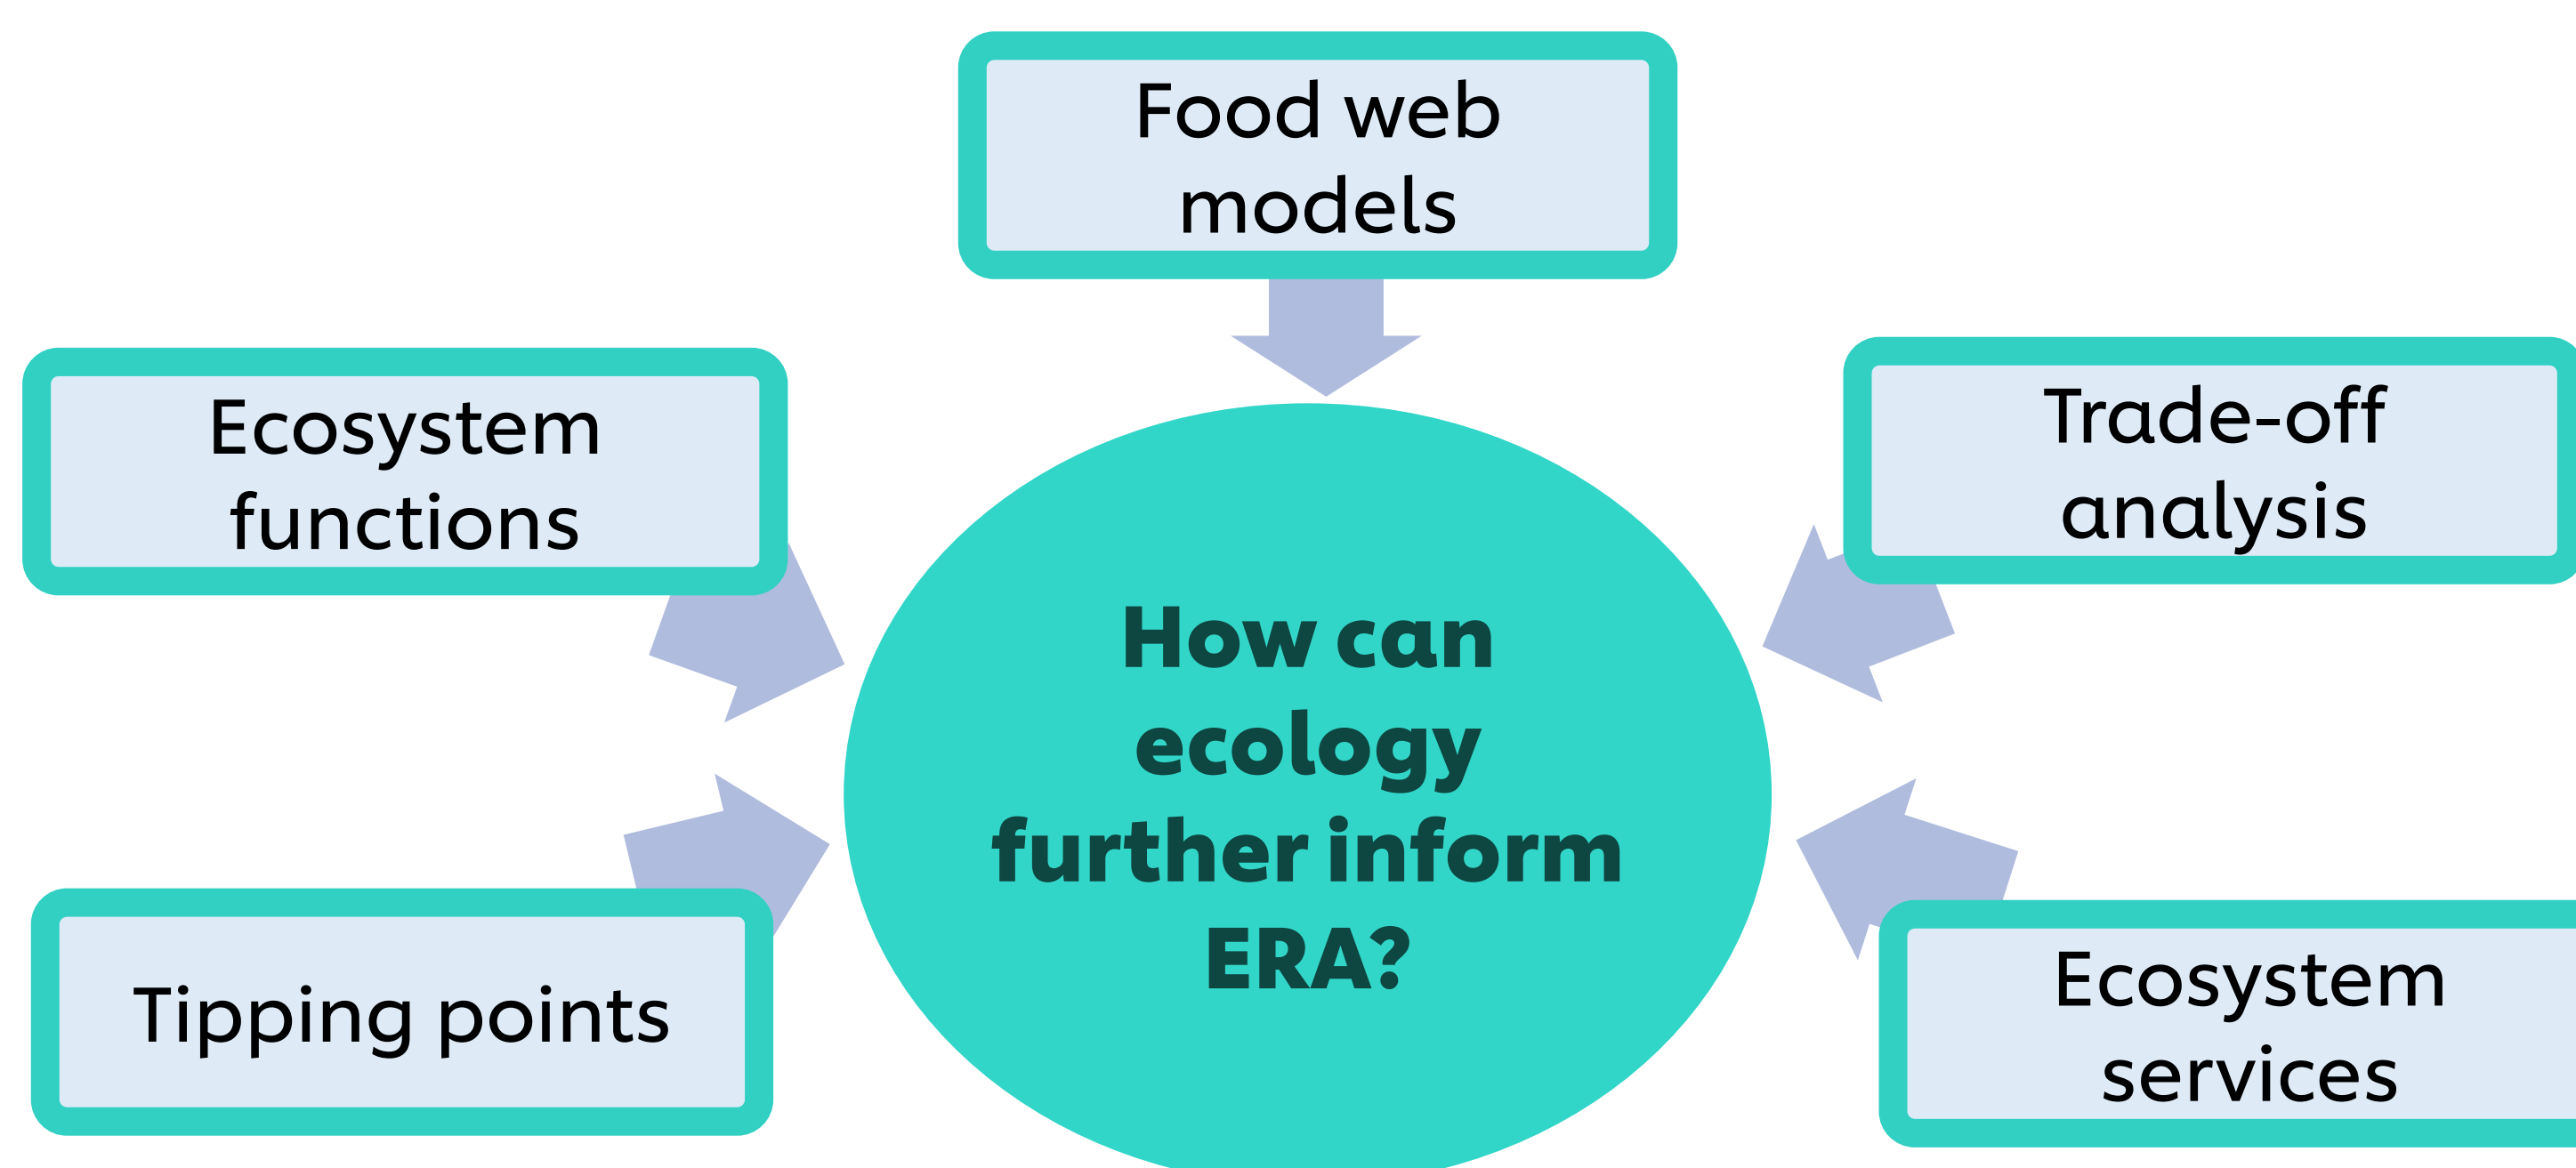 Food web
models
Ecosystem
functions
Trade-off
analysis
How can
ecology
further inform
ERA?
Tipping points
Ecosystem
services